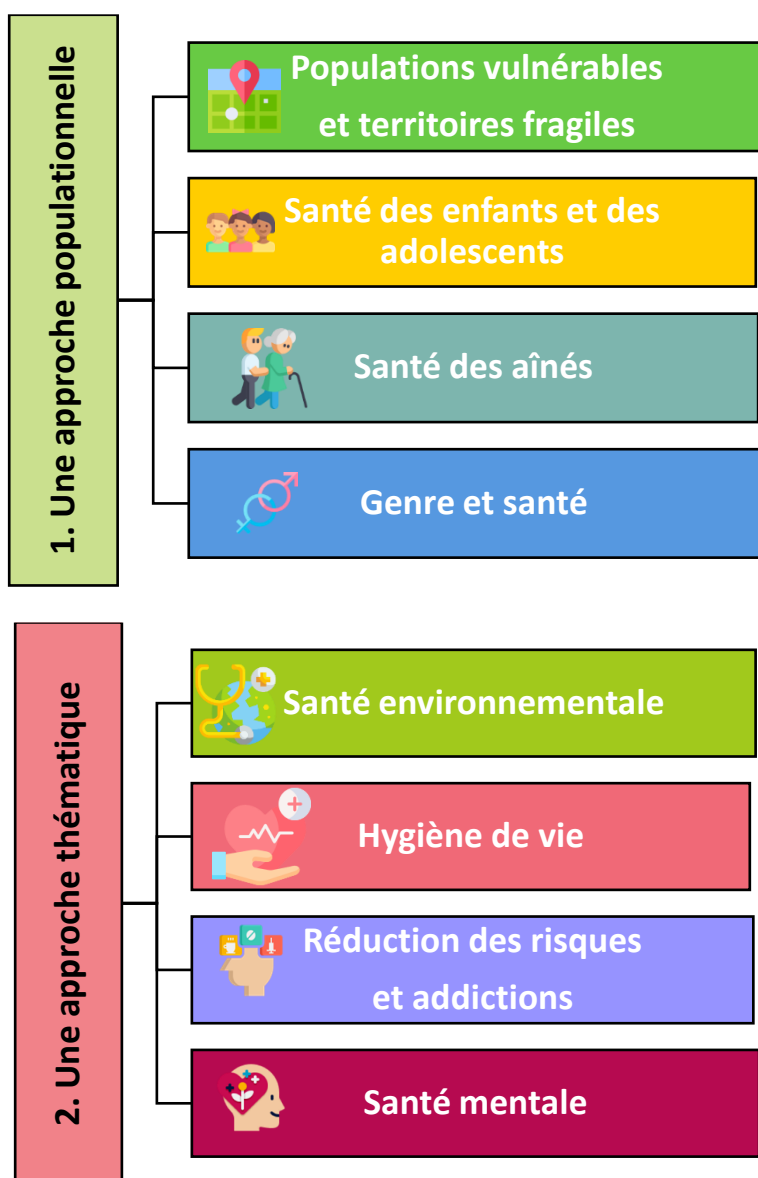 1. Une approche populationnelle
Populations vulnérables
et territoires fragiles
Santé des enfants et des
adolescents
Santé des aînés
Genre et santé
2. Une approche thématique
Santé environnementale
Hygiène de vie
Réduction des risques
et addictions
Santé mentale